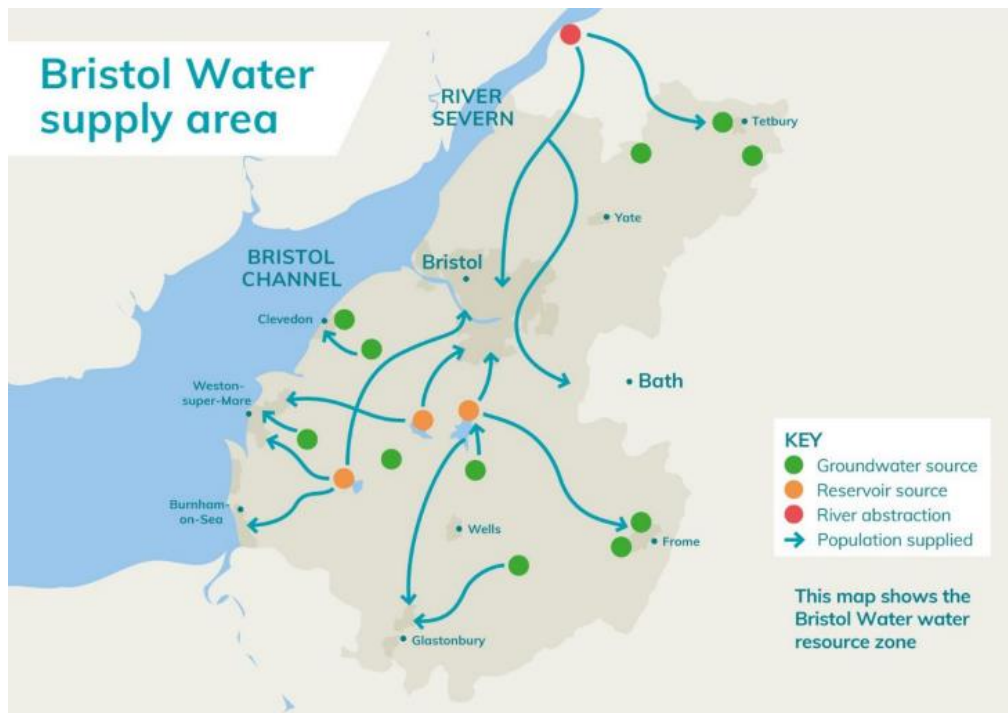 Bristol Water
supply area
RIVER
SEVERN
Tetbury
Yate
BRISTOL
CHANNEL
Bristol
Clevedon
Weston-
super-Mare
Bath
Burnham-
on-Sea
Wells
Frome
Glastonbury
KEY
Groundwater source
Reservoir source
River abstraction
Population supplied
This map shows the
Bristol Water water
resource zone